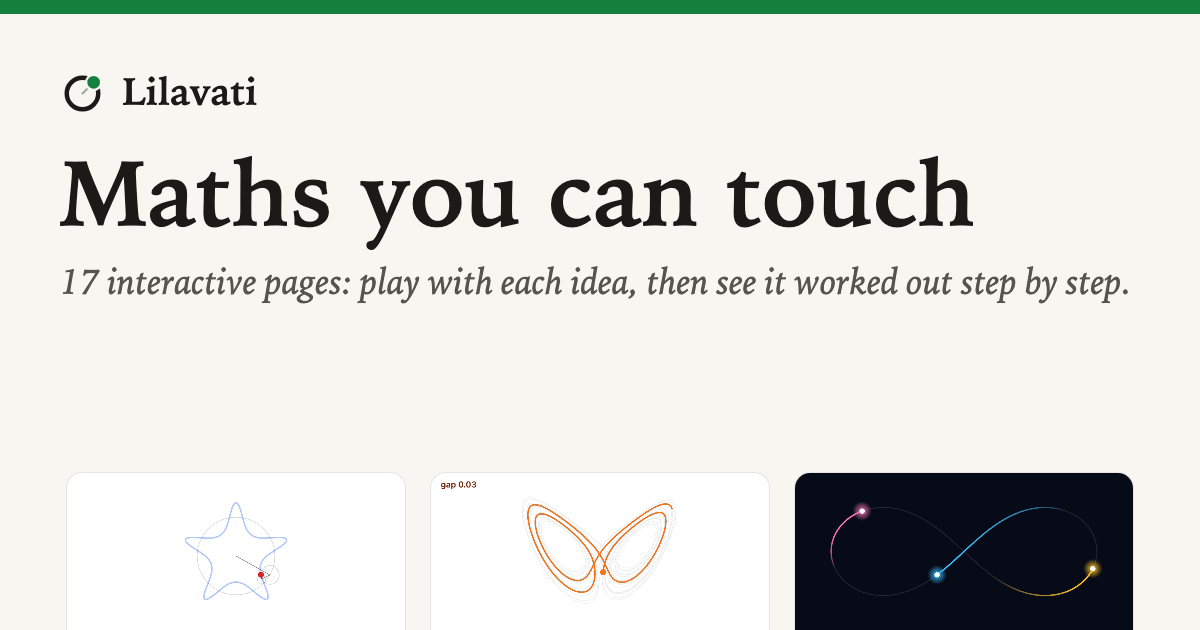 Lilavati
Maths you can touch
17 interactive pages: play with each idea, then see it worked out step by step.
gap 0.03